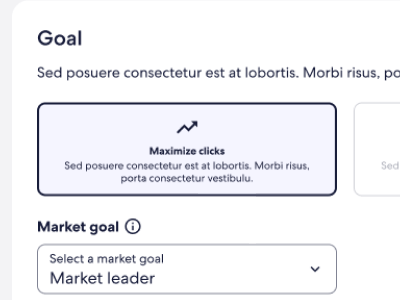 Goal
Sed posuere consectetur est at lobortis. Morbi risus, po
Maximize clicks
Sed posuere consectetur est at lobortis. Morbi risus,
porta consectetur vestibulu.
Sed
Market goal
Select a market goal
Market leader